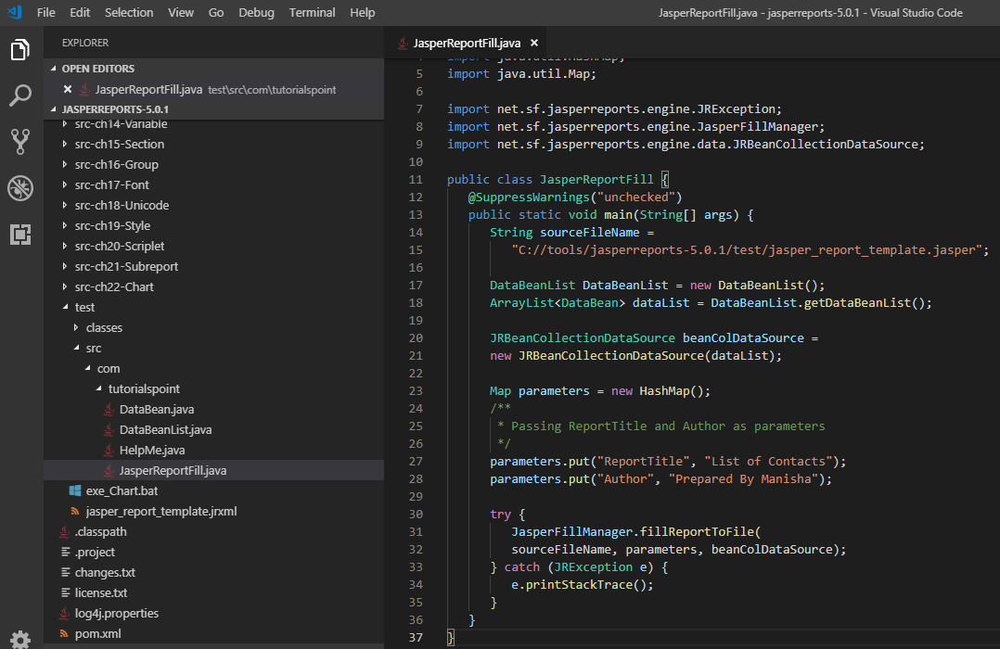 File Edit Selection View Go Debug Terminal Help
JasperReportFill.java - jasperreports-5.0.1 - Visual Studio Code
EXPLORER
OPEN EDITORS
JasperReportFill.java test\src\com\tutorialspoint
JASPERREPORTS-5.0.1
src-ch14-Variable
src-ch15-Section
src-ch16-Group
src-ch17-Font
src-ch18-Unicode
src-ch19-Style
src-ch20-Scriplet
src-ch21-Subreport
src-ch22-Chart
test
classes
src
com
tutorialspoint
DataBean.java
DataBeanList.java
HelpMe.java
JasperReportFill.java
exe_Chart.bat
jasper_report_template.jrxml
.classpath
.project
changes.txt
license.txt
log4j.properties
pom.xml
JasperReportFill.java
4 import java.util.HashMap;
5 import java.util.Map;
6
7 import net.sf.jasperreports.engine.JRException;
8 import net.sf.jasperreports.engine.JasperFillManager;
9 import net.sf.jasperreports.engine.data.JRBeanCollectionDataSource;
10
11 public class JasperReportFill {
12 @SuppressWarnings("unchecked")
13 public static void main(String[] args) {
14 String sourceFileName =
15 "C://tools/jasperreports-5.0.1/test/jasper_report_template.jasper";
16
17 DataBeanList DataBeanList = new DataBeanList();
18 ArrayList<DataBean> dataList = DataBeanList.getDataBeanList();
19
20 JRBeanCollectionDataSource beanColDataSource =
21 new JRBeanCollectionDataSource(dataList);
22
23 Map parameters = new HashMap();
24 /**
25 * Passing ReportTitle and Author as parameters
26 */
27 parameters.put("ReportTitle", "List of Contacts");
28 parameters.put("Author", "Prepared By Manisha");
29
30 try {
31 JasperFillManager.fillReportToFile(
32 sourceFileName, parameters, beanColDataSource);
33 } catch (JRException e) {
34 e.printStackTrace();
35 }
36 }
37 }